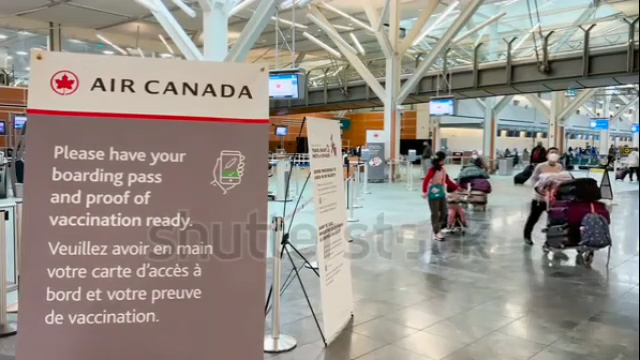 AIR CANADA
Please have your
boarding pass
and proof of
vaccination ready.
Veuillez avoir en main
votre carte d'accès à
bord et votre preuve
de vaccination.
shutterstock